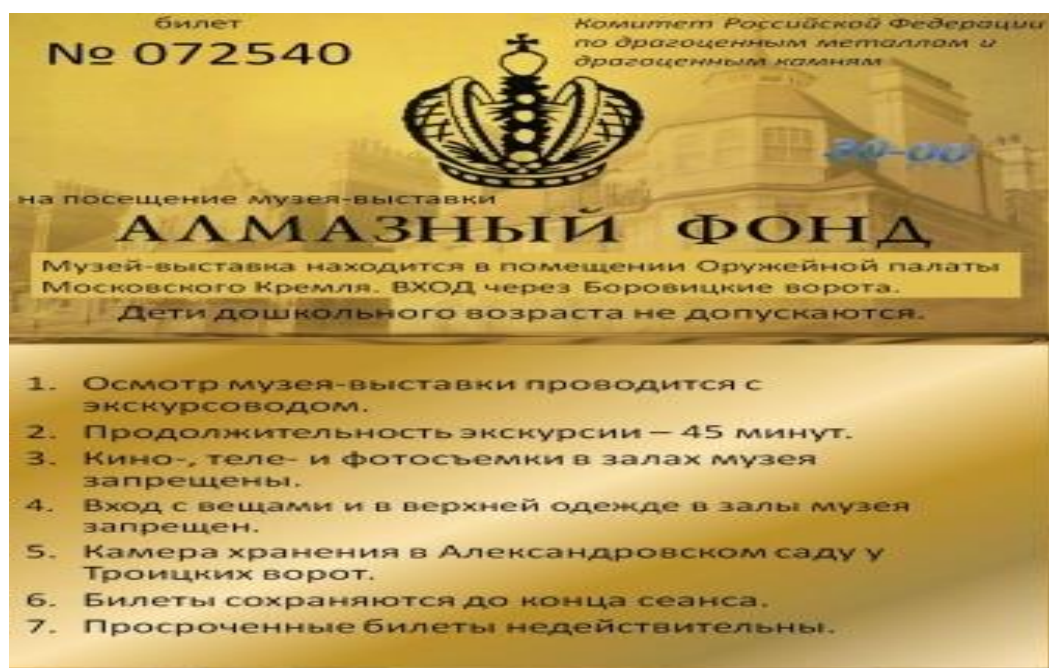 билет
№ 072540
Комитет Российской Федерации
по драгоценным металлом и
драгоценным камням
30-00
на посещение музея-выставки
АЛМАЗНЫЙ ФОНД
Музей-выставка находится в помещении Оружейной палаты
Московского Кремля. ВХОД через Боровицкие ворота.
Дети дошкольного возраста не допускаются.
1. Осмотр музея-выставки проводится с
экскурсоводом.
2. Продолжительность экскурсии – 45 минут.
3. Кино-, теле- и фотосъемки в залах музея
запрещены.
4. Вход с вещами и в верхней одежде в залы музея
запрещен.
5. Камера хранения в Александровском саду у
Троицких ворот.
6. Билеты сохраняются до конца сеанса.
7. Просроченные билеты недействительны.